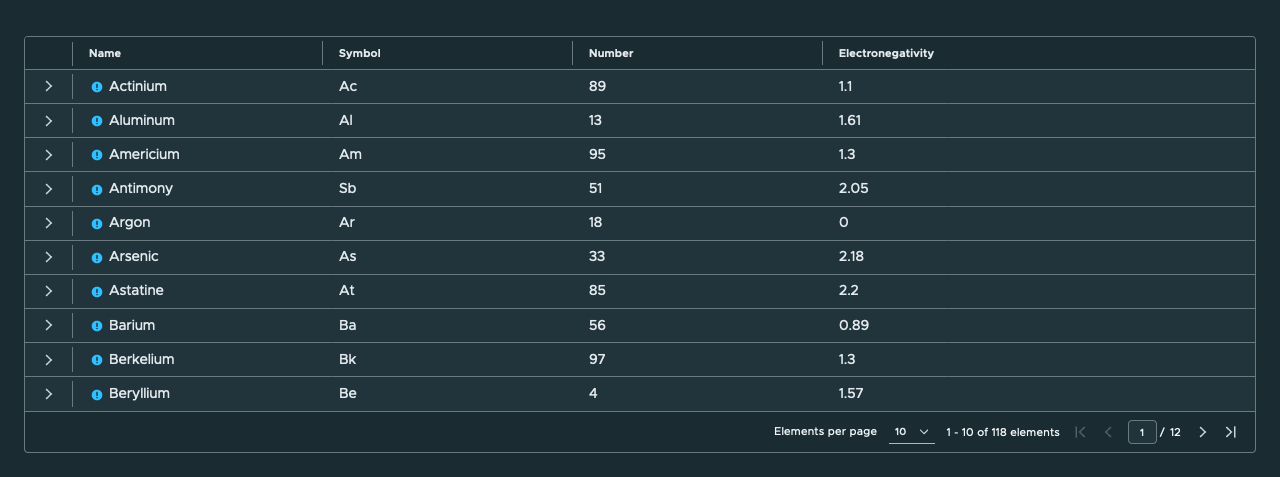 Name Symbol Number Electronegativity
Actinium Ac 89 1.1
Aluminum Al 13 1.61
Americium Am 95 1.3
Antimony Sb 51 2.05
Argon Ar 18 0
Arsenic As 33 2.18
Astatine At 85 2.2
Barium Ba 56 0.89
Berkelium Bk 97 1.3
Beryllium Be 4 1.57
Elements per page 10 1 - 10 of 118 elements 1 / 12